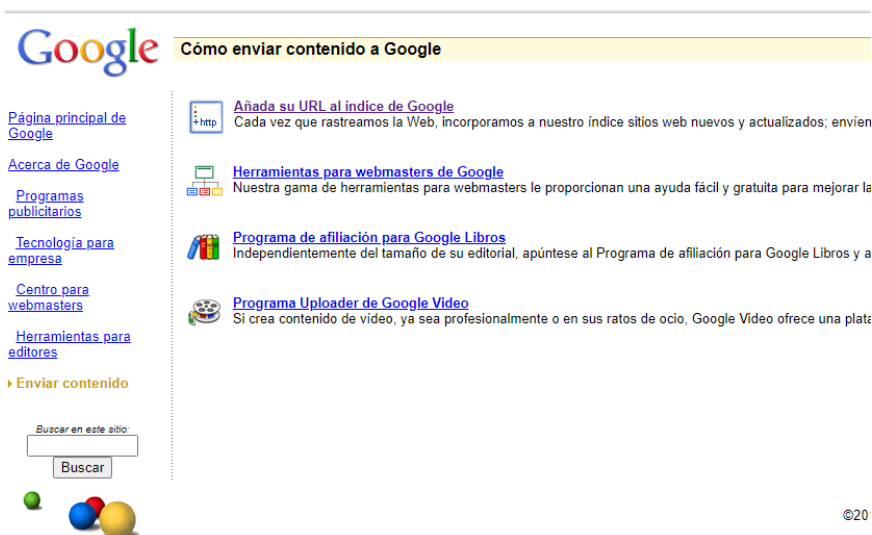 Google
Cómo enviar contenido a Google
Página principal de
Google
Acerca de Google
Programas
publicitarios
Tecnología para
empresa
Centro para
webmasters
Herramientas para
editores
Enviar contenido
Buscar en este sitio:
Buscar
+http
Añada su URL al índice de Google
Cada vez que rastreamos la Web, incorporamos a nuestro índice sitios web nuevos y actualizados; envíen
Herramientas para webmasters de Google
Nuestra gama de herramientas para webmasters le proporcionan una ayuda fácil y gratuita para mejorar la
Programa de afiliación para Google Libros
Independientemente del tamaño de su editorial, apúntese al Programa de afiliación para Google Libros y a
Programa Uploader de Google Video
Si crea contenido de vídeo, ya sea profesionalmente o en sus ratos de ocio, Google Video ofrece una plata
©20